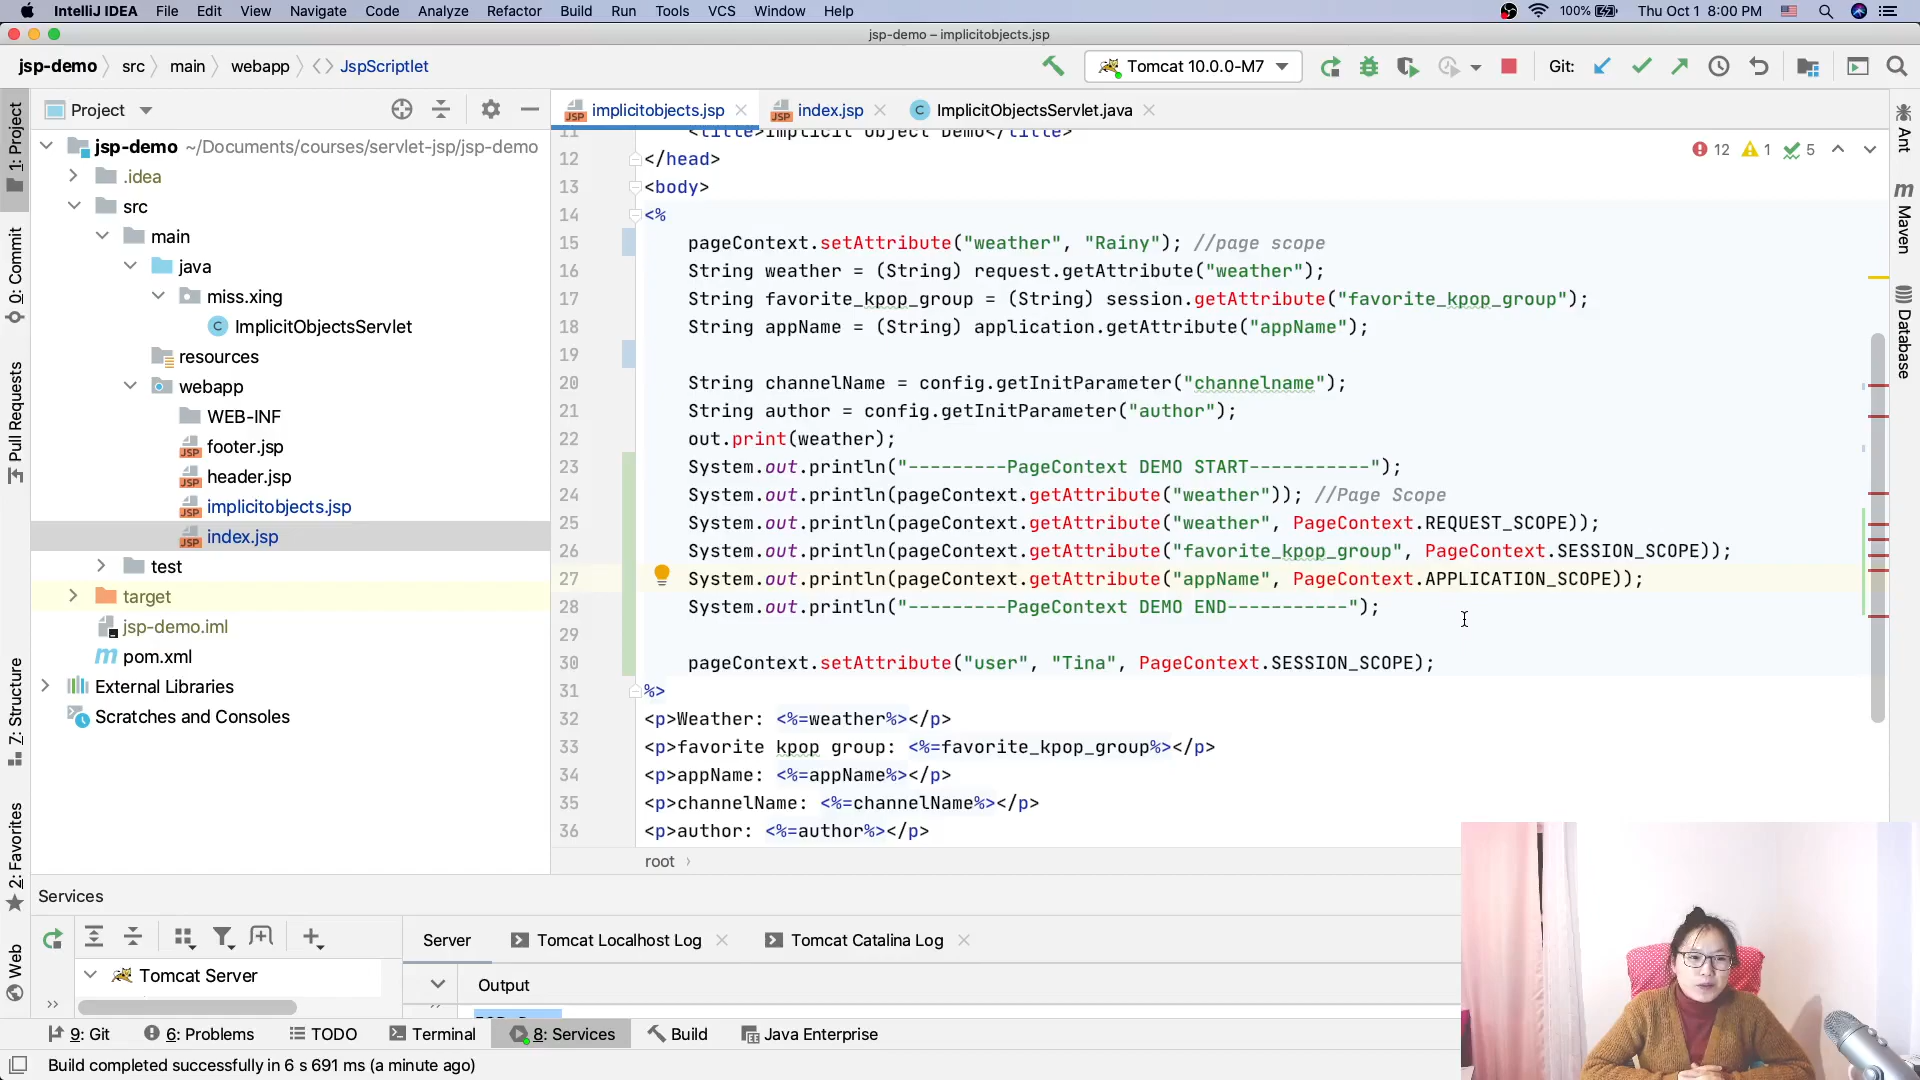 IntelliJ IDEA File Edit View Navigate Code Analyze Refactor Build Run Tools VCS Window Help 100% Thu Oct 1 8:00 PM
jsp-demo – implicitobjects.jsp
jsp-demo src main webapp JspScriptlet Tomcat 10.0.0-M7 Git:
Project implicitobjects.jsp index.jsp ImplicitObjectsServlet.java
1: Project
0: Commit
Pull Requests
Z: Structure
2: Favorites
Web
Ant
Maven
Database
jsp-demo ~/Documents/courses/servlet-jsp/jsp-demo
.idea
src
main
java
miss.xing
ImplicitObjectsServlet
resources
webapp
WEB-INF
footer.jsp
header.jsp
implicitobjects.jsp
index.jsp
test
target
jsp-demo.iml
pom.xml
External Libraries
Scratches and Consoles
12 1 5
11 <title>Implicit Object Demo</title>
12 </head>
13 <body>
14 <%
15 pageContext.setAttribute("weather", "Rainy"); //page scope
16 String weather = (String) request.getAttribute("weather");
17 String favorite_kpop_group = (String) session.getAttribute("favorite_kpop_group");
18 String appName = (String) application.getAttribute("appName");
19
20 String channelName = config.getInitParameter("channelname");
21 String author = config.getInitParameter("author");
22 out.print(weather);
23 System.out.println("---------PageContext DEMO START-----------");
24 System.out.println(pageContext.getAttribute("weather")); //Page Scope
25 System.out.println(pageContext.getAttribute("weather", PageContext.REQUEST_SCOPE));
26 System.out.println(pageContext.getAttribute("favorite_kpop_group", PageContext.SESSION_SCOPE));
27 System.out.println(pageContext.getAttribute("appName", PageContext.APPLICATION_SCOPE));
28 System.out.println("---------PageContext DEMO END-----------");
29
30 pageContext.setAttribute("user", "Tina", PageContext.SESSION_SCOPE);
31 %>
32 <p>Weather: <%=weather%></p>
33 <p>favorite kpop group: <%=favorite_kpop_group%></p>
34 <p>appName: <%=appName%></p>
35 <p>channelName: <%=channelName%></p>
36 <p>author: <%=author%></p>
root
Services
Server Tomcat Localhost Log Tomcat Catalina Log
Tomcat Server
Output
9: Git 6: Problems TODO Terminal 8: Services Build Java Enterprise
Build completed successfully in 6 s 691 ms (a minute ago)